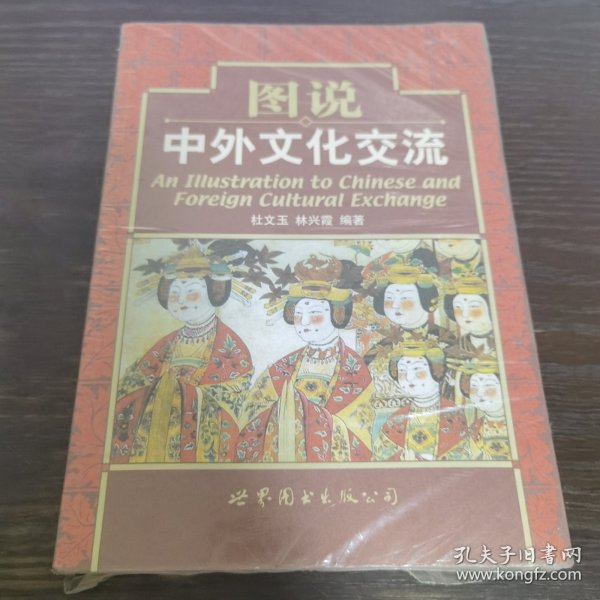 图说
中外文化交流
An Illustration to Chinese and
Foreign Cultural Exchange
杜文玉 林兴霞 编著
世界图书出版公司
孔夫子旧书网
www.kongfz.com